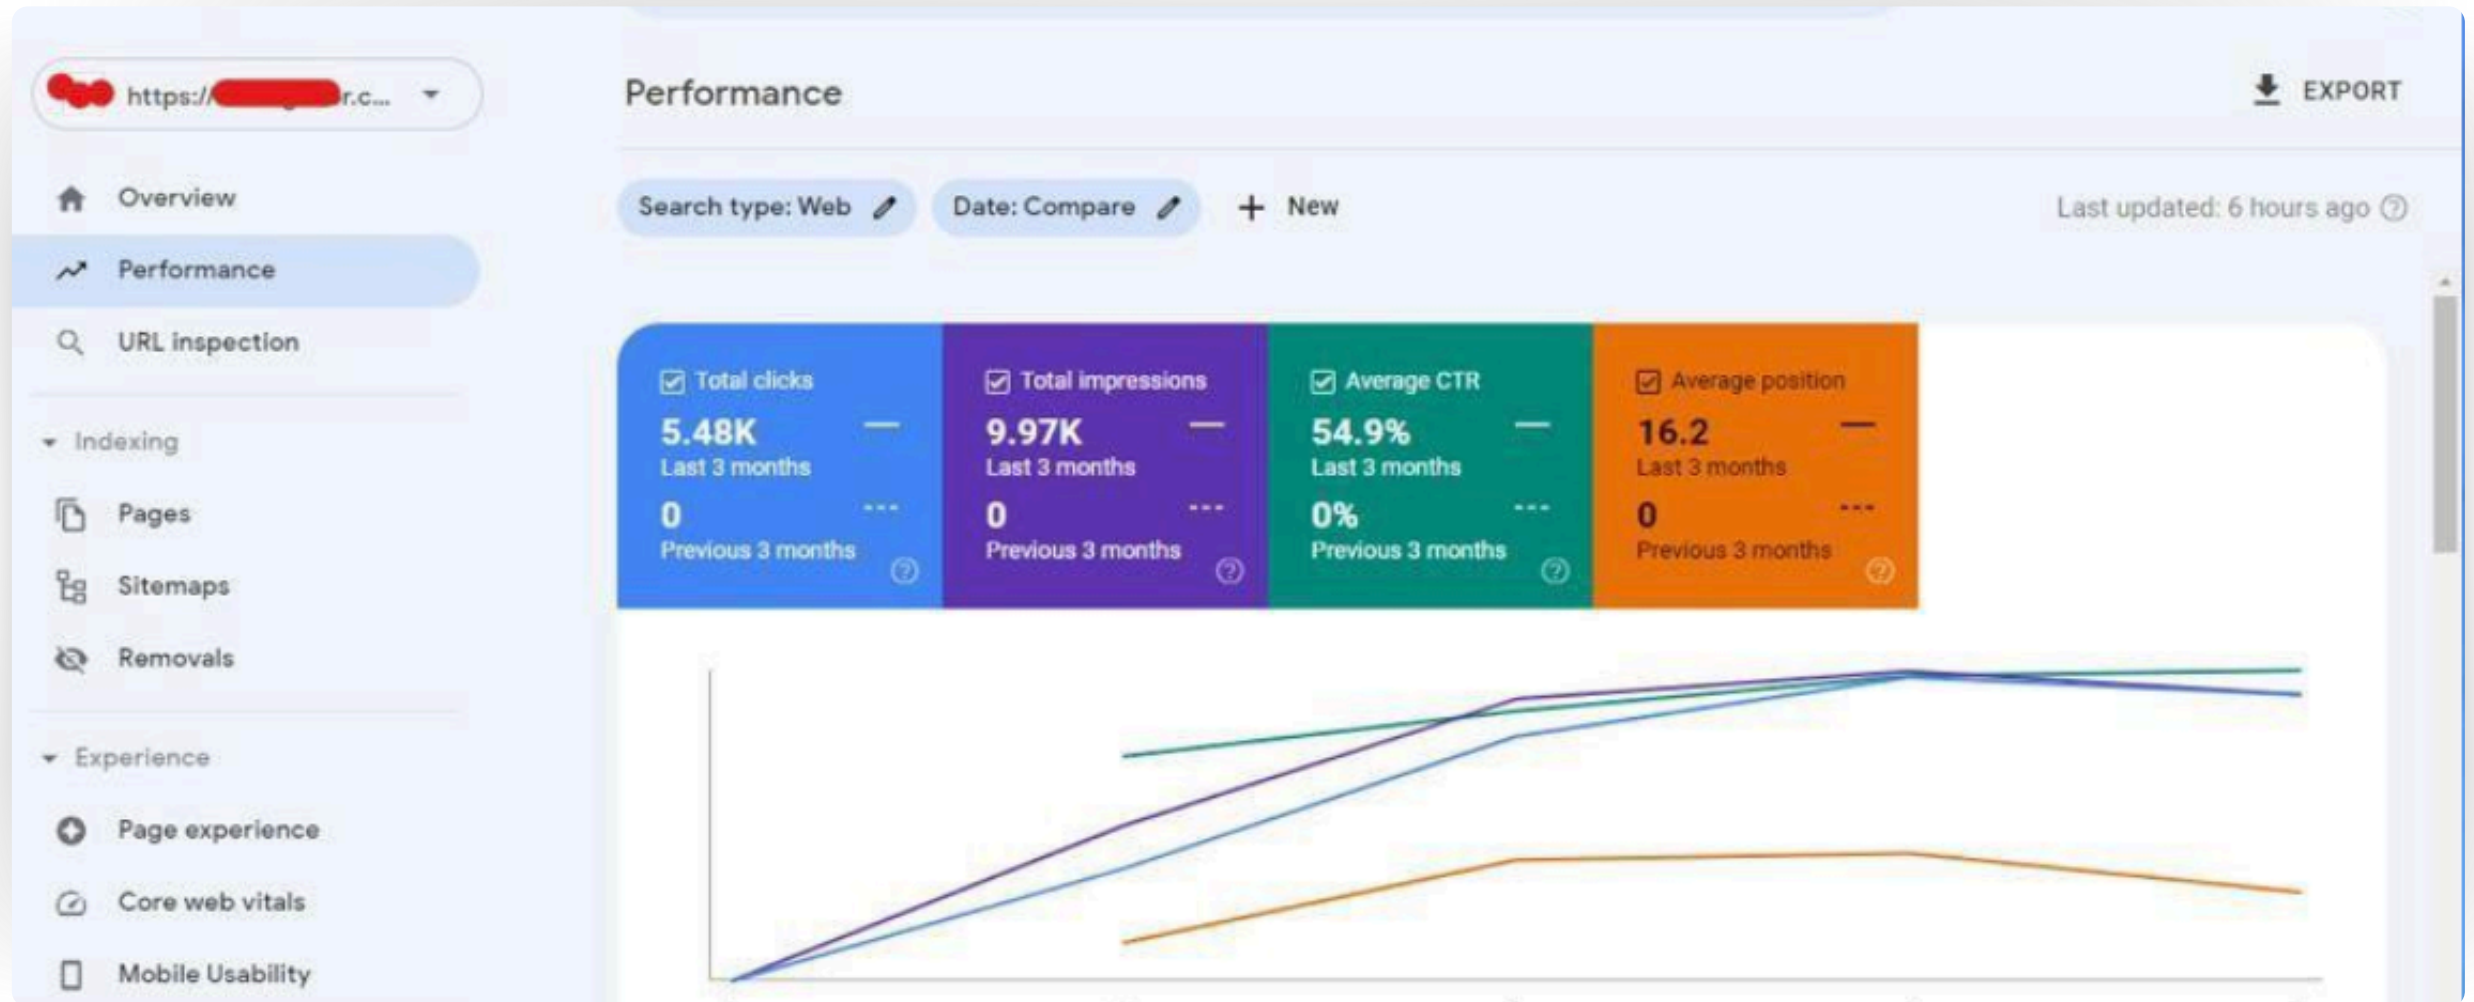 https:// r.c...
Overview
Performance
URL inspection
Indexing
Pages
Sitemaps
Removals
Experience
Page experience
Core web vitals
Mobile Usability
Performance
EXPORT
Search type: Web
Date: Compare
+ New
Last updated: 6 hours ago
Total clicks
5.48K
Last 3 months
0
Previous 3 months
Total impressions
9.97K
Last 3 months
0
Previous 3 months
Average CTR
54.9%
Last 3 months
0%
Previous 3 months
Average position
16.2
Last 3 months
0
Previous 3 months